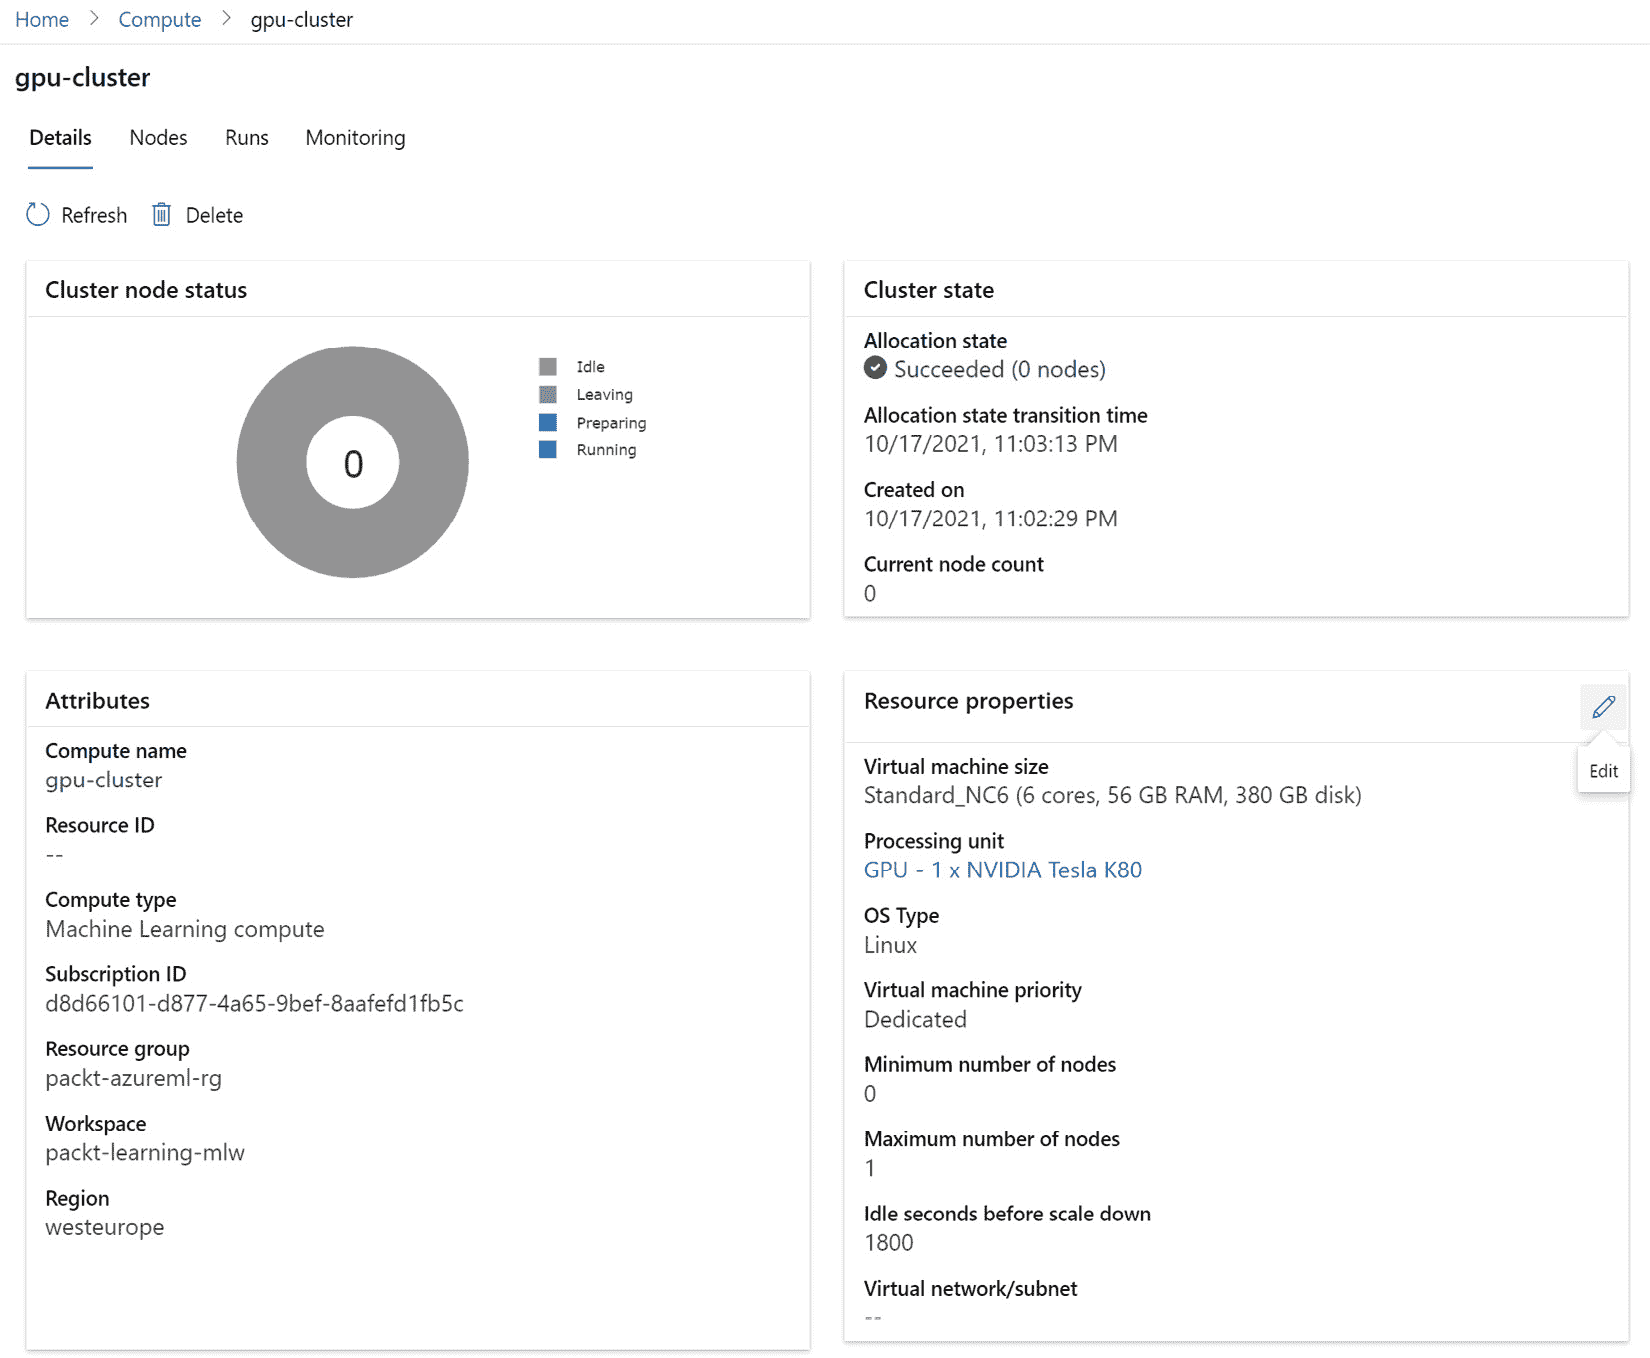 Home > Compute > gpu-cluster
gpu-cluster
Details Nodes Runs Monitoring
Refresh Delete
Cluster node status
0
Idle
Leaving
Preparing
Running
Cluster state
Allocation state
Succeeded (0 nodes)
Allocation state transition time
10/17/2021, 11:03:13 PM
Created on
10/17/2021, 11:02:29 PM
Current node count
0
Attributes
Compute name
gpu-cluster
Resource ID
--
Compute type
Machine Learning compute
Subscription ID
d8d66101-d877-4a65-9bef-8aafefd1fb5c
Resource group
packt-azureml-rg
Workspace
packt-learning-mlw
Region
westeurope
Resource properties
Edit
Virtual machine size
Standard_NC6 (6 cores, 56 GB RAM, 380 GB disk)
Processing unit
GPU - 1 x NVIDIA Tesla K80
OS Type
Linux
Virtual machine priority
Dedicated
Minimum number of nodes
0
Maximum number of nodes
1
Idle seconds before scale down
1800
Virtual network/subnet
--